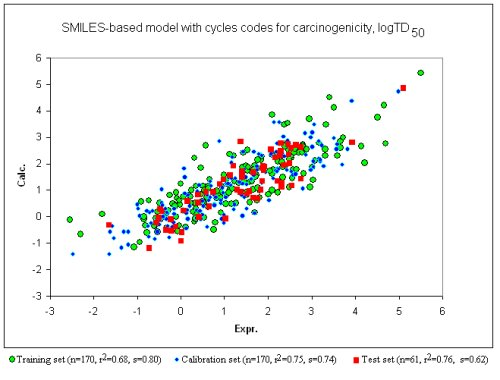 SMILES-based model with cycles codes for carcinogenicity, logTD50
6
5
4
3
2
1
0
-1
-2
-3
Calc.
-3 -2 -1 0 1 2 3 4 5 6
Expr.
Training set (n=170, r2=0.68, s=0.80) Calibration set (n=170, r2=0.75, s=0.74) Test set (n=61, r2=0.76, s=0.62)